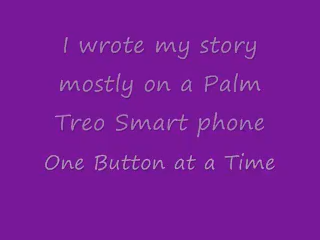 I wrote my story
mostly on a Palm
Treo Smart phone
One Button at a Time